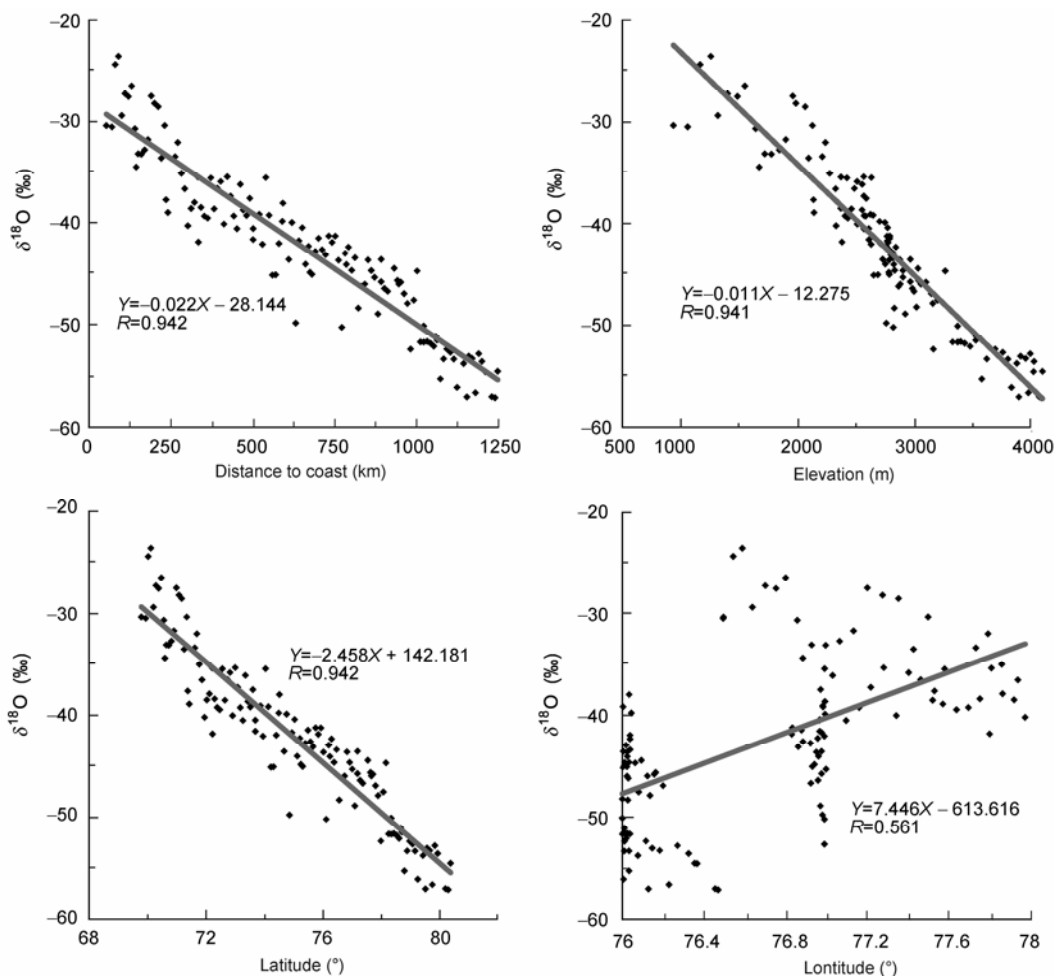 −20
−30
−40
−50
−60
δ18O (‰)
Y=−0.022X − 28.144
R=0.942
0 250 500 750 1000 1250
Distance to coast (km)
−20
−30
−40
−50
−60
δ18O (‰)
Y=−0.011X − 12.275
R=0.941
500 1000 2000 3000 4000
Elevation (m)
−20
−30
−40
−50
−60
δ18O (‰)
Y=−2.458X + 142.181
R=0.942
68 72 76 80
Latitude (°)
−20
−30
−40
−50
−60
δ18O (‰)
Y=7.446X − 613.616
R=0.561
76 76.4 76.8 77.2 77.6 78
Lontitude (°)